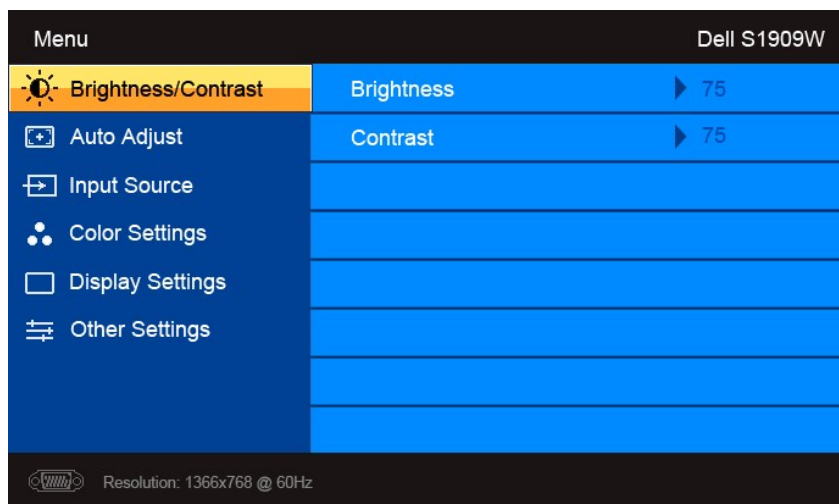 Menu Dell S1909W
Brightness/Contrast Brightness 75
Auto Adjust Contrast 75
Input Source
Color Settings
Display Settings
Other Settings
Resolution: 1366x768 @ 60Hz